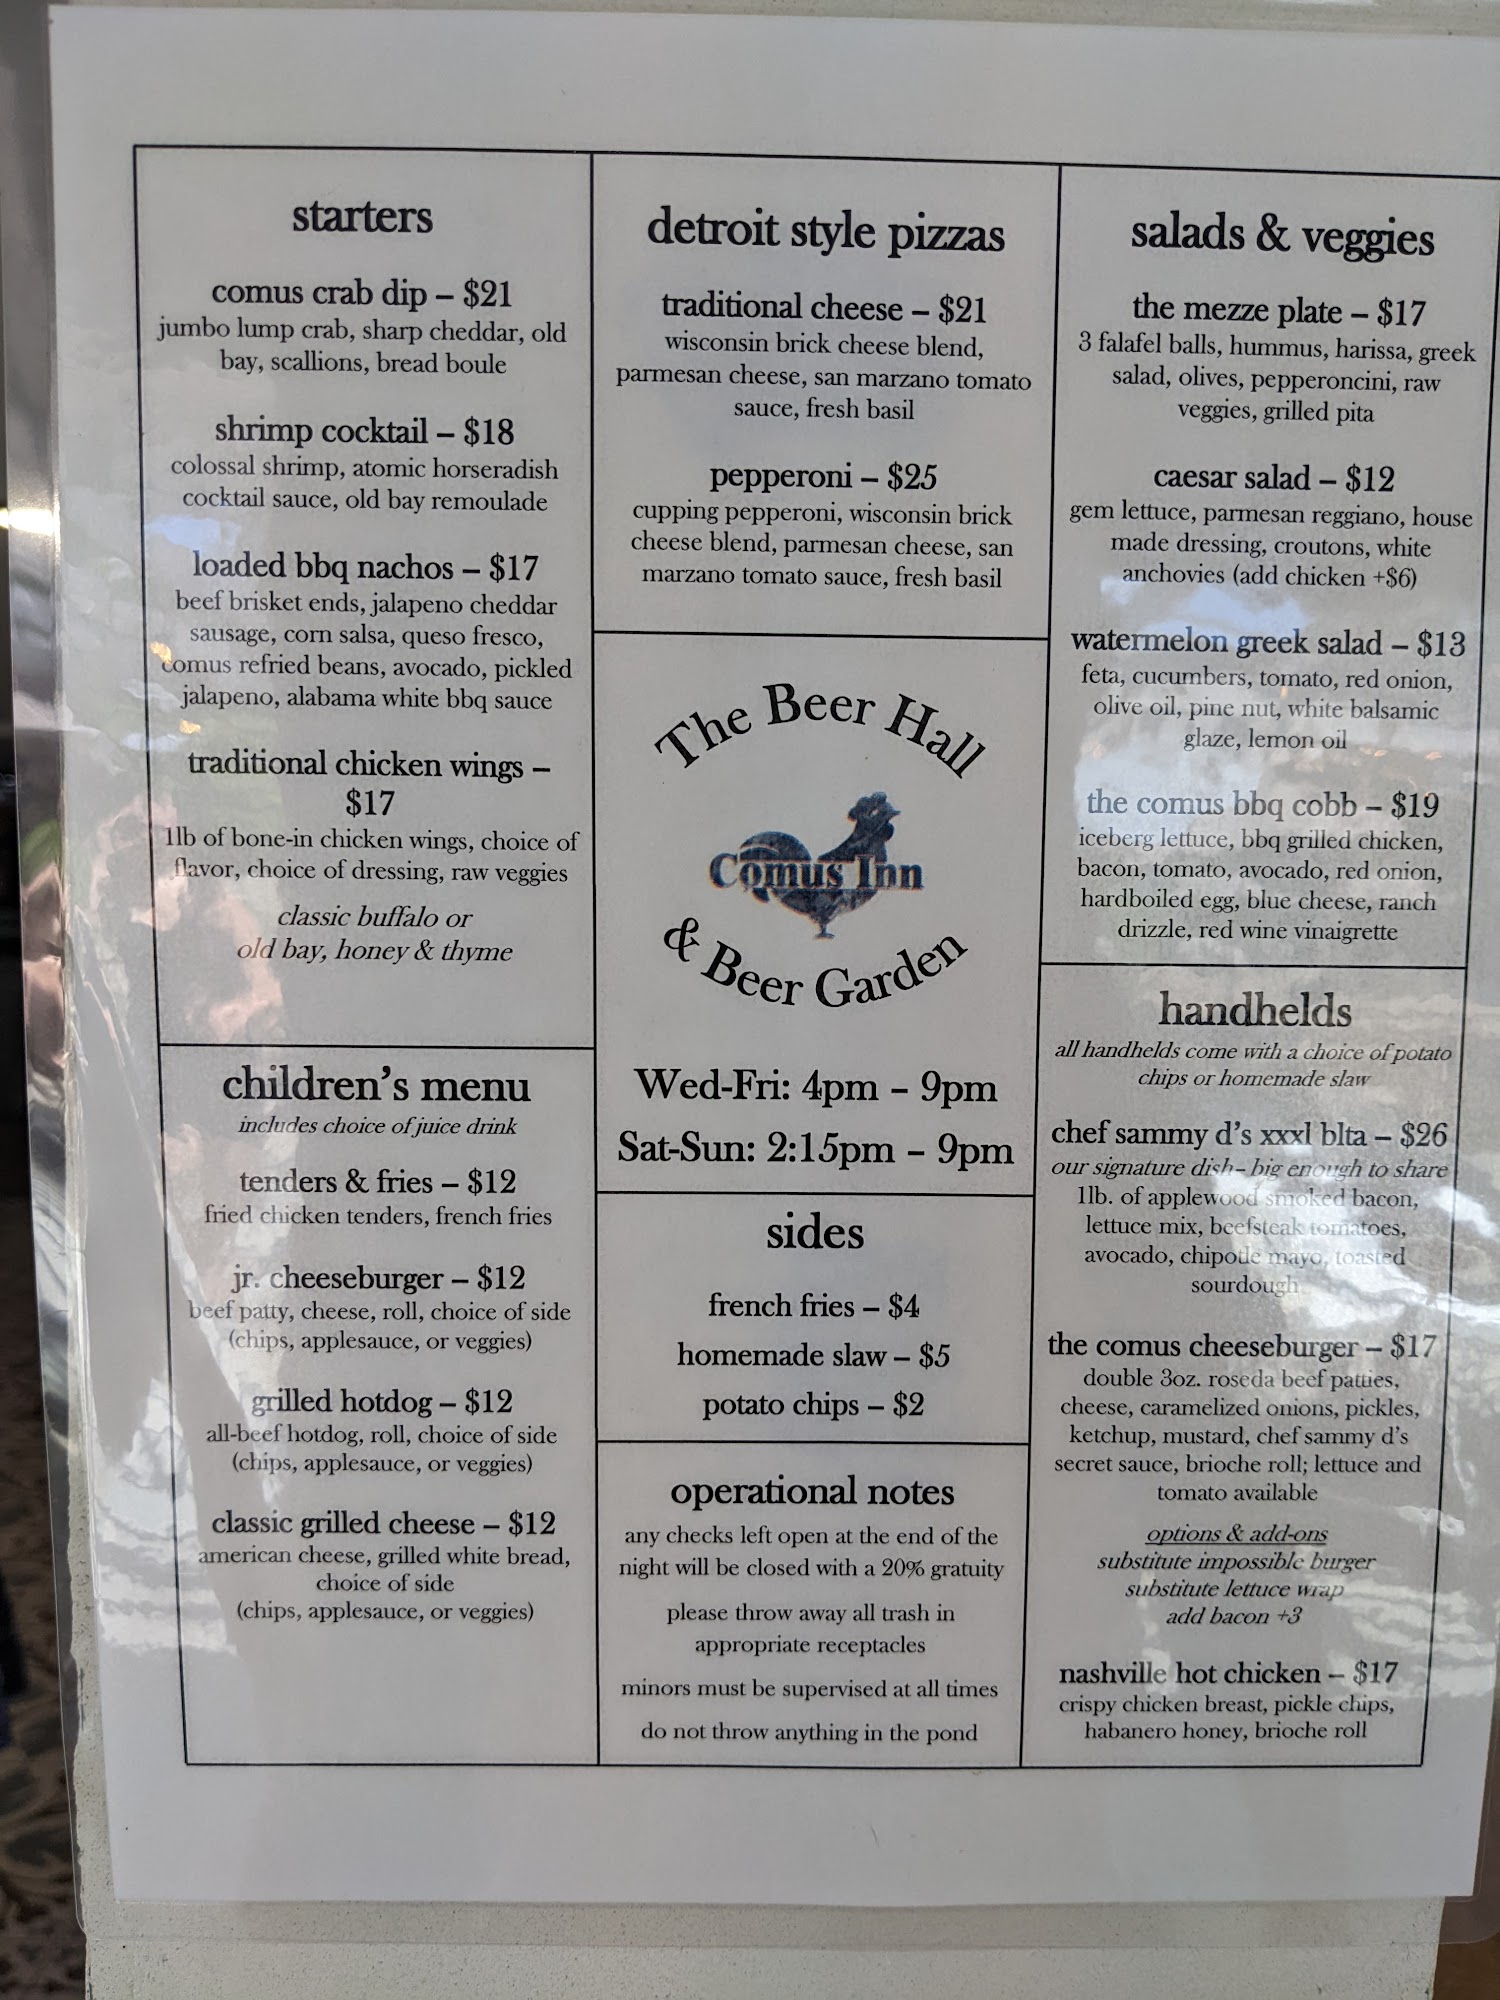 starters
comus crab dip – $21
jumbo lump crab, sharp cheddar, old
bay, scallions, bread boule
shrimp cocktail – $18
colossal shrimp, atomic horseradish
cocktail sauce, old bay remoulade
loaded bbq nachos – $17
beef brisket ends, jalapeno cheddar
sausage, corn salsa, queso fresco,
comus refried beans, avocado, pickled
jalapeno, alabama white bbq sauce
traditional chicken wings –
$17
1lb of bone-in chicken wings, choice of
flavor, choice of dressing, raw veggies
classic buffalo or
old bay, honey & thyme
children's menu
includes choice of juice drink
tenders & fries – $12
fried chicken tenders, french fries
jr. cheeseburger – $12
beef patty, cheese, roll, choice of side
(chips, applesauce, or veggies)
grilled hotdog – $12
all-beef hotdog, roll, choice of side
(chips, applesauce, or veggies)
classic grilled cheese – $12
american cheese, grilled white bread,
choice of side
(chips, applesauce, or veggies)
detroit style pizzas
traditional cheese – $21
wisconsin brick cheese blend,
parmesan cheese, san marzano tomato
sauce, fresh basil
pepperoni – $25
cupping pepperoni, wisconsin brick
cheese blend, parmesan cheese, san
marzano tomato sauce, fresh basil
The Beer Hall
Comus Inn
& Beer Garden
Wed-Fri: 4pm – 9pm
Sat-Sun: 2:15pm – 9pm
sides
french fries – $4
homemade slaw – $5
potato chips – $2
operational notes
any checks left open at the end of the
night will be closed with a 20% gratuity
please throw away all trash in
appropriate receptacles
minors must be supervised at all times
do not throw anything in the pond
salads & veggies
the mezze plate – $17
3 falafel balls, hummus, harissa, greek
salad, olives, pepperoncini, raw
veggies, grilled pita
caesar salad – $12
gem lettuce, parmesan reggiano, house
made dressing, croutons, white
anchovies (add chicken +$6)
watermelon greek salad – $13
feta, cucumbers, tomato, red onion,
olive oil, pine nut, white balsamic
glaze, lemon oil
the comus bbq cobb – $19
iceberg lettuce, bbq grilled chicken,
bacon, tomato, avocado, red onion,
hardboiled egg, blue cheese, ranch
drizzle, red wine vinaigrette
handhelds
all handhelds come with a choice of potato
chips or homemade slaw
chef sammy d's xxxl blta – $26
our signature dish– big enough to share
1lb. of applewood smoked bacon,
lettuce mix, beefsteak tomatoes,
avocado, chipotle mayo, toasted
sourdough
the comus cheeseburger – $17
double 3oz. roseda beef patties,
cheese, caramelized onions, pickles,
ketchup, mustard, chef sammy d's
secret sauce, brioche roll; lettuce and
tomato available
options & add-ons
substitute impossible burger
substitute lettuce wrap
add bacon +3
nashville hot chicken – $17
crispy chicken breast, pickle chips,
habanero honey, brioche roll